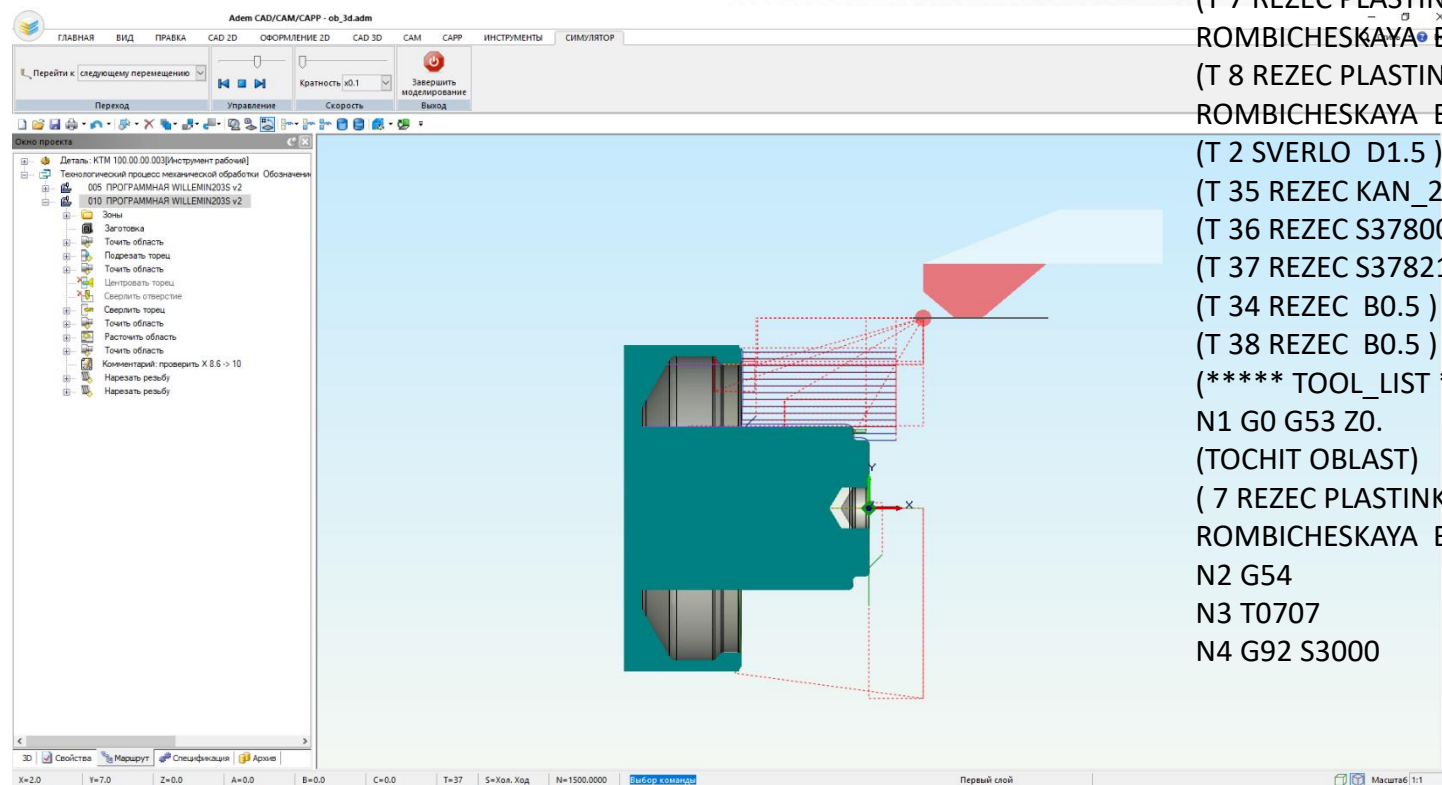 Adem CAD/CAM/CAPP - ob_3d.adm
ГЛАВНАЯ ВИД ПРАВКА CAD 2D ОФОРМЛЕНИЕ 2D CAD 3D CAM CAPP ИНСТРУМЕНТЫ СИМУЛЯТОР
Перейти к следующему перемещению
Кратность x0.1
Завершить
моделирование
Переход Управление Скорость Выход
Окно проекта
Деталь: КТМ 100.00.00.003[Инструмент рабочий]
Технологический процесс механической обработки Обозначени
005 ПРОГРАММНАЯ WILLEMIN203S v2
010 ПРОГРАММНАЯ WILLEMIN203S v2
Зоны
Заготовка
Точить область
Подрезать торец
Точить область
Центровать торец
Сверлить отверстие
Сверлить торец
Точить область
Расточить область
Точить область
Комментарий: проверить X 8.6 -> 10
Нарезать резьбу
Нарезать резьбу
Y
X
3D Свойства Маршрут Спецификация Архив
X=2.0 Y=7.0 Z=0.0 A=0.0 B=0.0 C=0.0 T=37 S=Хол. Ход N=1500.0000 Выбор команды Первый слой Масштаб 1:1
(T 7 REZEC PLASTIN
ROMBICHESKAYA
(T 8 REZEC PLASTIN
ROMBICHESKAYA
(T 2 SVERLO D1.5 )
(T 35 REZEC KAN_2
(T 36 REZEC S3780
(T 37 REZEC S3782
(T 34 REZEC B0.5 )
(T 38 REZEC B0.5 )
(***** TOOL_LIST
N1 G0 G53 Z0.
(TOCHIT OBLAST)
( 7 REZEC PLASTINK
ROMBICHESKAYA
N2 G54
N3 T0707
N4 G92 S3000